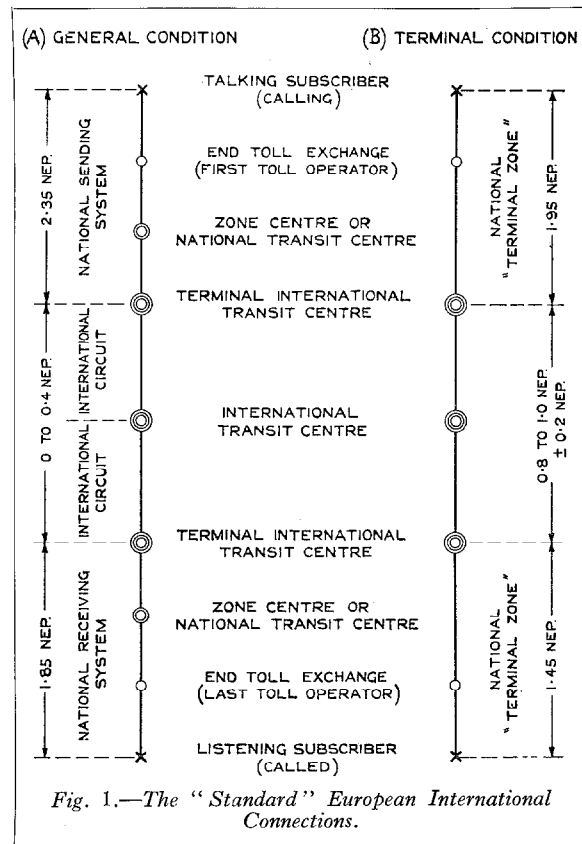 (A) GENERAL CONDITION
(B) TERMINAL CONDITION
TALKING SUBSCRIBER
(CALLING)
END TOLL EXCHANGE
(FIRST TOLL OPERATOR)
ZONE CENTRE OR
NATIONAL TRANSIT CENTRE
TERMINAL INTERNATIONAL
TRANSIT CENTRE
INTERNATIONAL
TRANSIT CENTRE
TERMINAL INTERNATIONAL
TRANSIT CENTRE
ZONE CENTRE OR
NATIONAL TRANSIT CENTRE
END TOLL EXCHANGE
(LAST TOLL OPERATOR)
LISTENING SUBSCRIBER
(CALLED)
2.35 NEP.
NATIONAL SENDING
SYSTEM
0 TO 0.4 NEP.
INTERNATIONAL
CIRCUIT
INTERNATIONAL
CIRCUIT
1.85 NEP.
NATIONAL RECEIVING
SYSTEM
NATIONAL
"TERMINAL ZONE"
1.95 NEP.
0.8 TO 1.0 NEP.
± 0.2 NEP.
NATIONAL
"TERMINAL ZONE"
1.45 NEP.
Fig. 1.—The "Standard" European International
Connections.